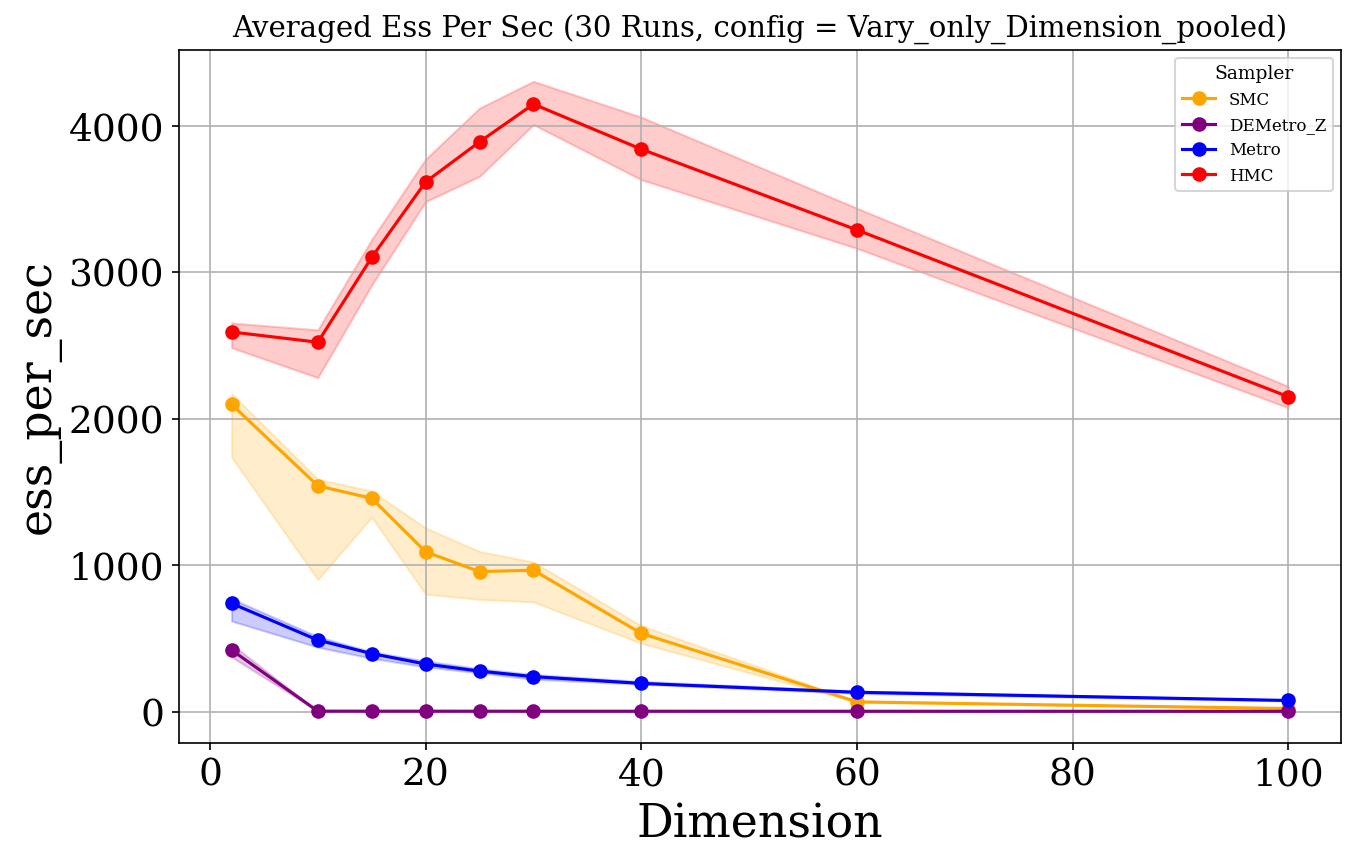 Averaged Ess Per Sec (30 Runs, config = Vary_only_Dimension_pooled)
ess_per_sec
4000
3000
2000
1000
0
Sampler
SMC
DEMetro_Z
Metro
HMC
0 20 40 60 80 100
Dimension